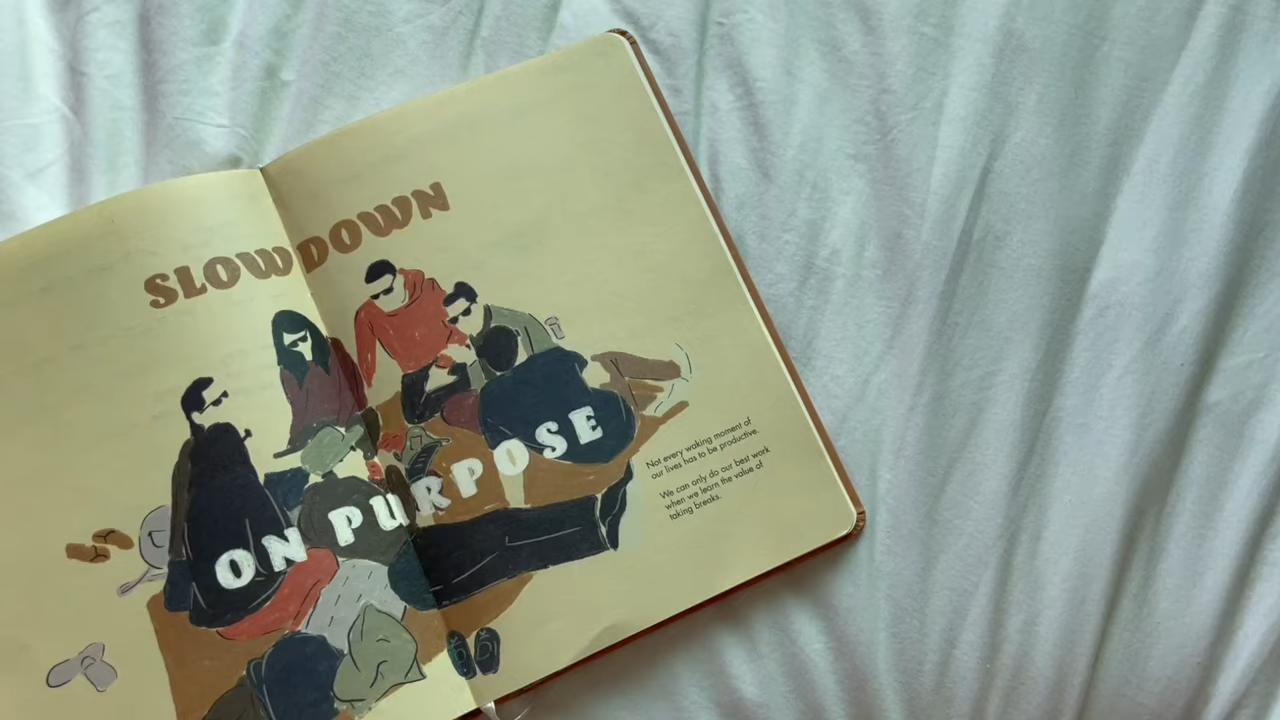 SLOWDOWN
ON PURPOSE
Not every waking moment of
our lives has to be productive.
We can only do our best work
when we learn the value of
taking breaks.